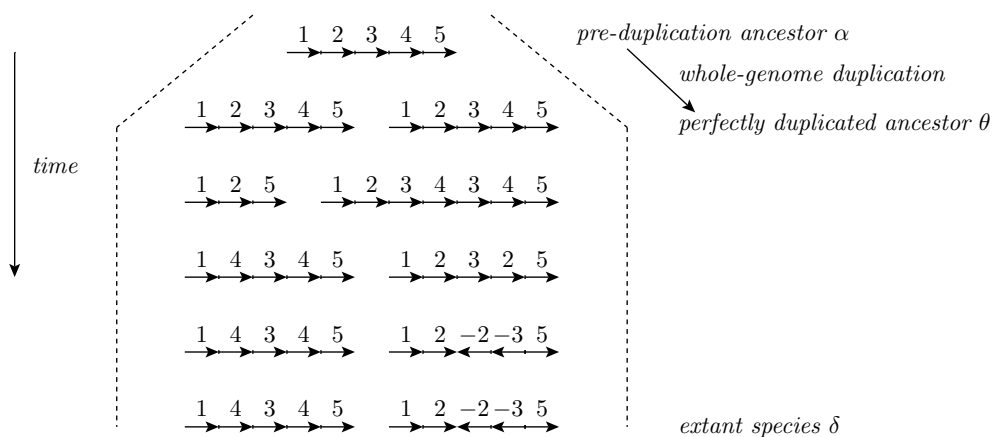 1 2 3 4 5
pre-duplication ancestor α
whole-genome duplication
1 2 3 4 5 1 2 3 4 5
perfectly duplicated ancestor θ
time
1 2 5 1 2 3 4 3 4 5
1 4 3 4 5 1 2 3 2 5
1 4 3 4 5 1 2 −2 −3 5
1 4 3 4 5 1 2 −2 −3 5
extant species δ